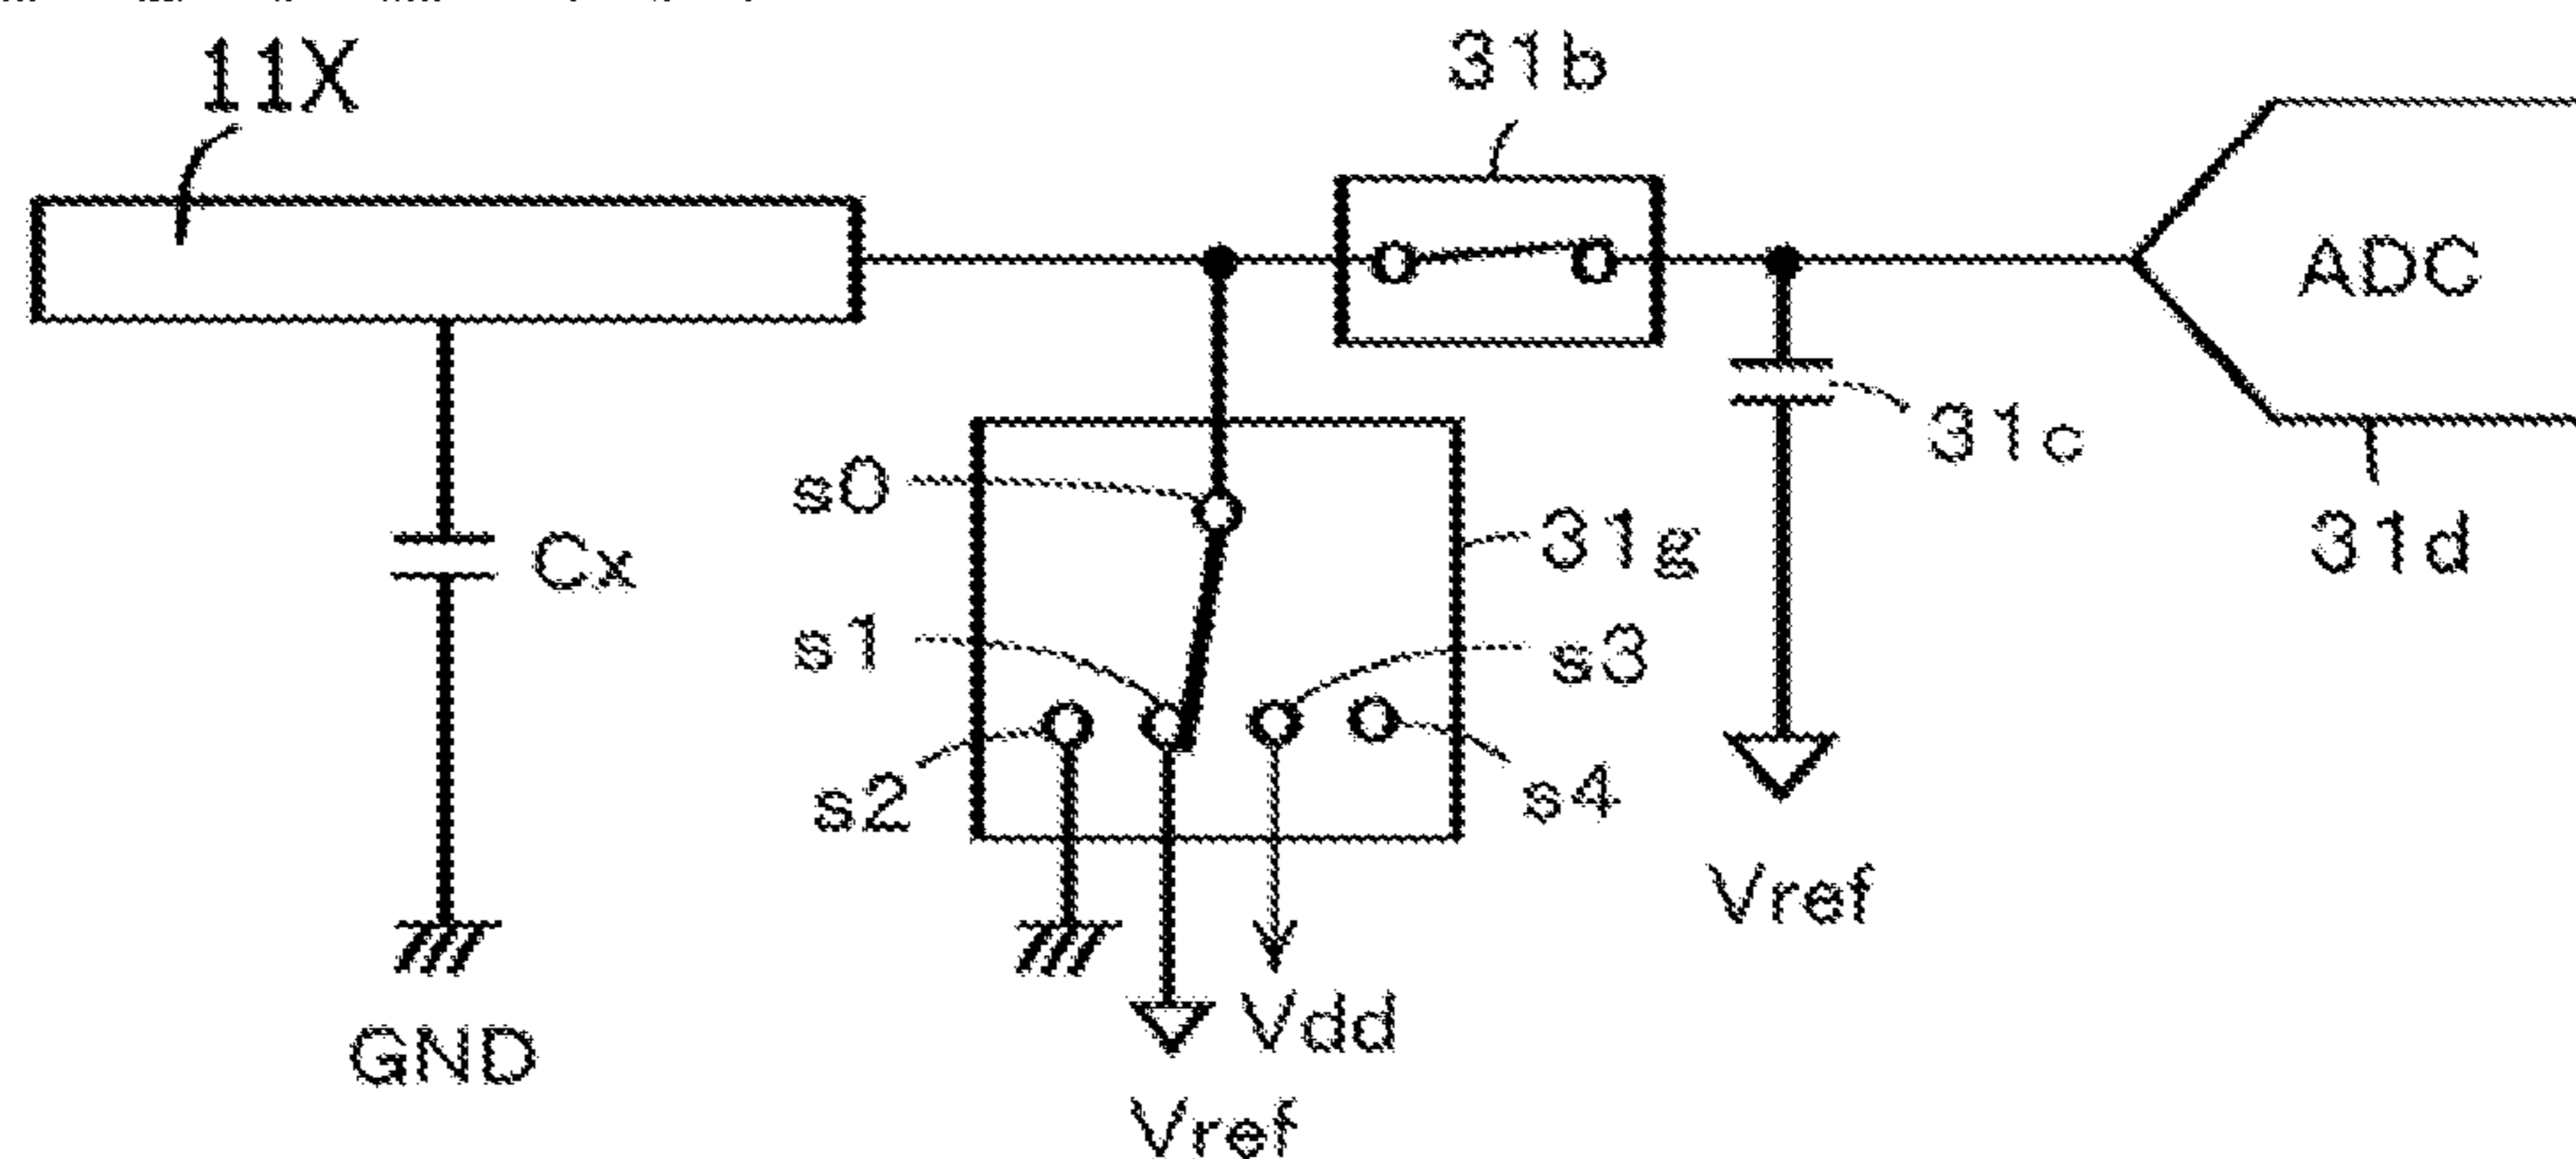 11X
31b
ADC
31c
s0
31g
31d
Cx
s1
s3
s2
s4
Vref
GND
Vdd
Vref